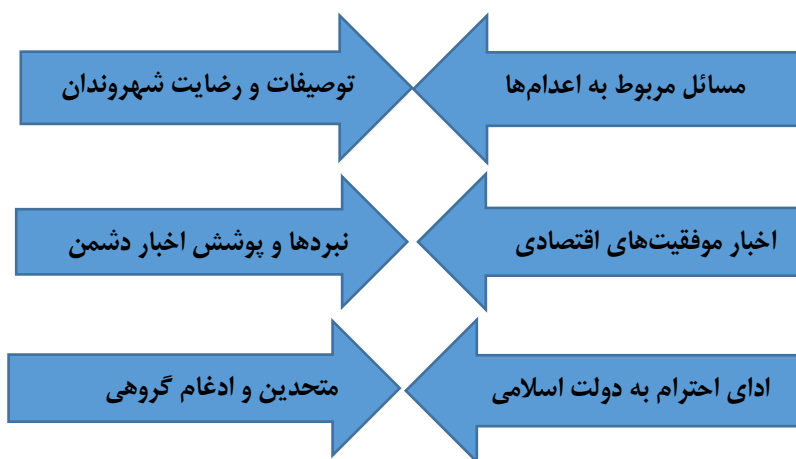 مسائل مربوط به اعدام‌ها
توصیفات و رضایت شهروندان
اخبار موفقیت‌های اقتصادی
نبردها و پوشش اخبار دشمن
ادای احترام به دولت اسلامی
متحدین و ادغام گروهی